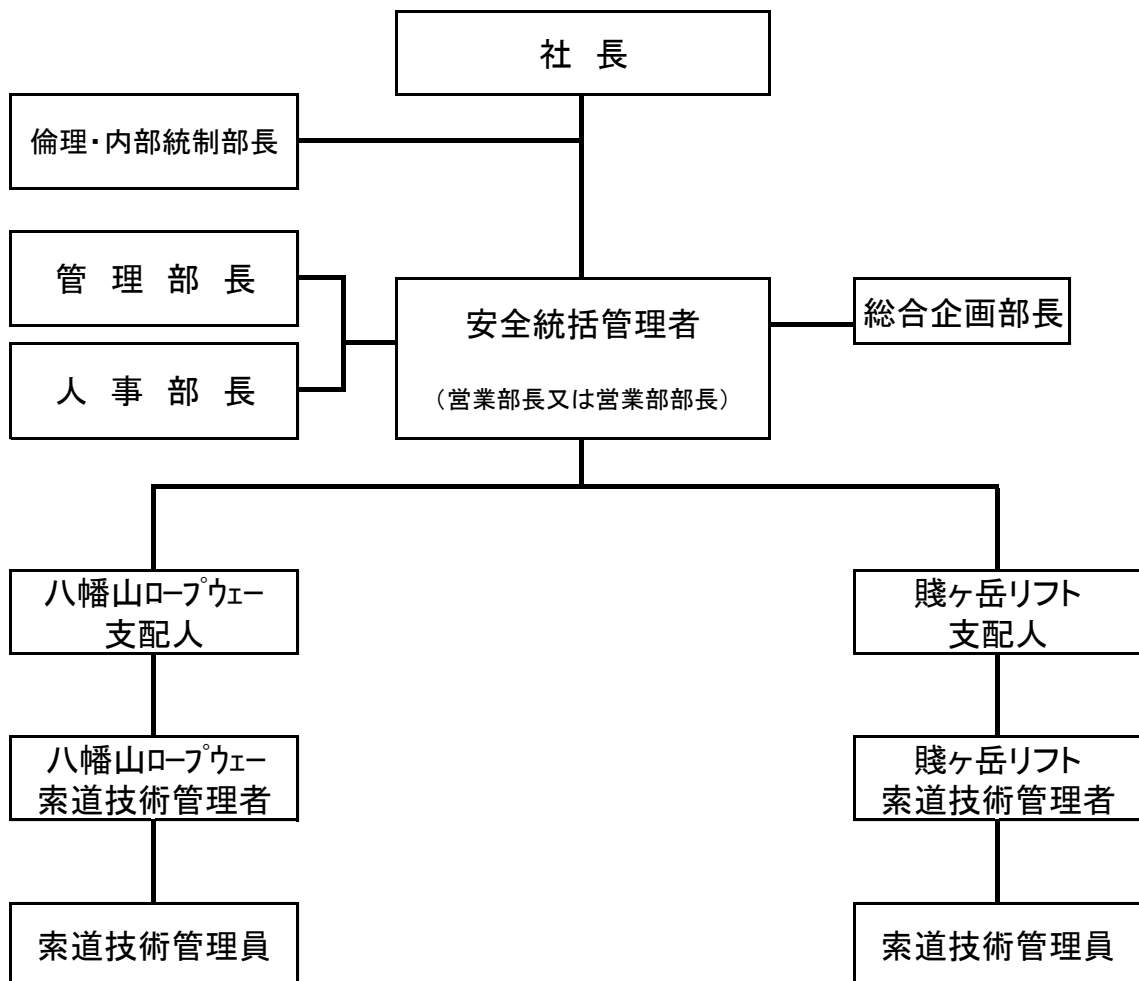 社 長
倫理・内部統制部長
管 理 部 長
安全統括管理者
（営業部長又は営業部部長）
総合企画部長
人 事 部 長
八幡山ﾛｰﾌﾟｳｪｰ
支配人
賤ヶ岳リフト
支配人
八幡山ﾛｰﾌﾟｳｪｰ
索道技術管理者
賤ヶ岳リフト
索道技術管理者
索道技術管理員
索道技術管理員